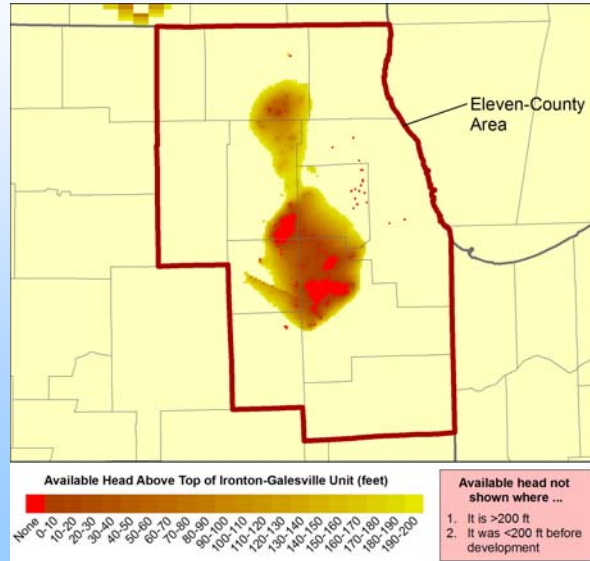 Eleven-County
Area
Available Head Above Top of Ironton-Galesville Unit (feet)
None
0-10
10-20
20-30
30-40
40-50
50-60
60-70
70-80
80-90
90-100
100-110
110-120
120-130
130-140
140-150
150-160
160-170
170-180
180-190
190-200
Available head not
shown where ...
1. It is >200 ft
2. It was <200 ft before
development